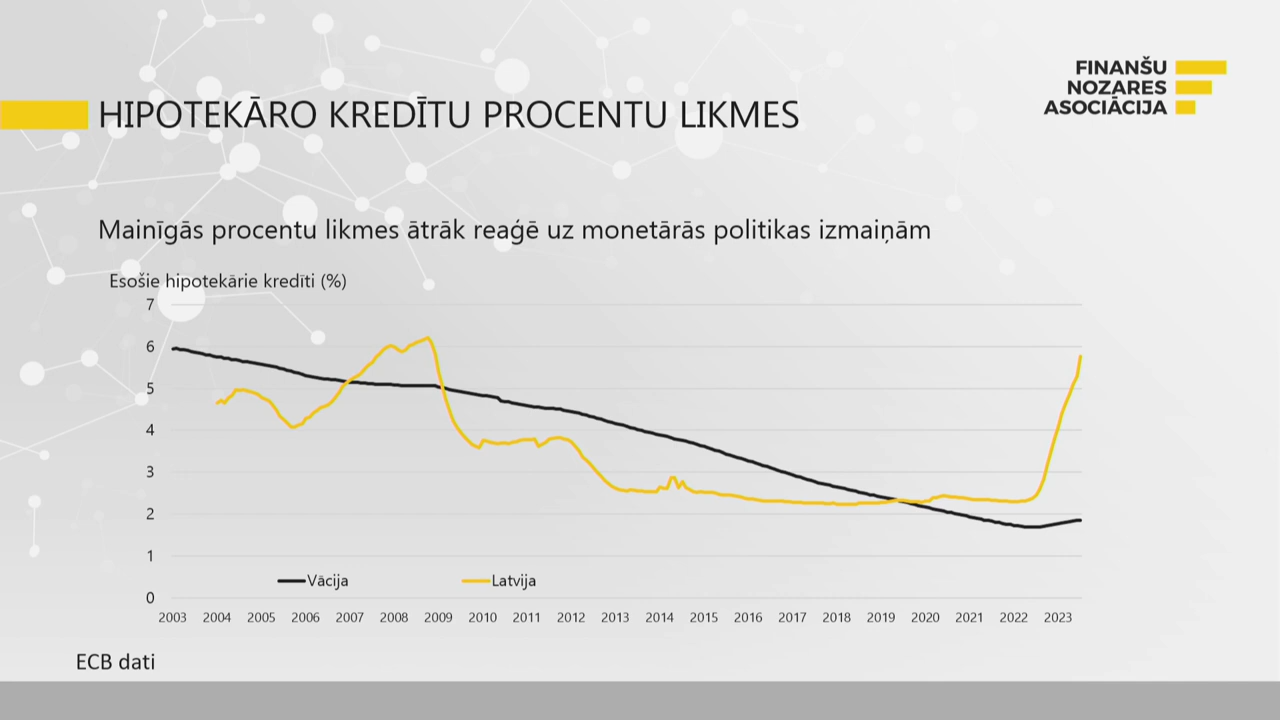 FINANŠU
NOZARES
ASOCIĀCIJA
HIPOTEKĀRO KREDĪTU PROCENTU LIKMES
Mainīgās procentu likmes ātrāk reaģē uz monetārās politikas izmaiņām
Esošie hipotekārie kredīti (%)
7
6
5
4
3
2
1
0
Vācija Latvija
2003 2004 2005 2006 2007 2008 2009 2010 2011 2012 2013 2014 2015 2016 2017 2018 2019 2020 2021 2022 2023
ECB dati